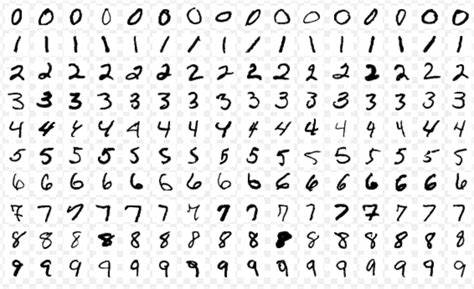 0 0 0 0 0 0 0 0 0 0 0 0 0 0 0 0
1 1 1 1 1 1 1 1 1 1 1 1 1 1 1 1
2 2 2 2 2 2 2 2 2 2 2 2 2 2 2 2
3 3 3 3 3 3 3 3 3 3 3 3 3 3 3 3
4 4 4 4 4 4 4 4 4 4 4 4 4 4 4 4
5 5 5 5 5 5 5 5 5 5 5 5 5 5 5 5
6 6 6 6 6 6 6 6 6 6 6 6 6 6 6 6
7 7 7 7 7 7 7 7 7 7 7 7 7 7 7 7
8 8 8 8 8 8 8 8 8 8 8 8 8 8 8 8
9 9 9 9 9 9 9 9 9 9 9 9 9 9 9 9